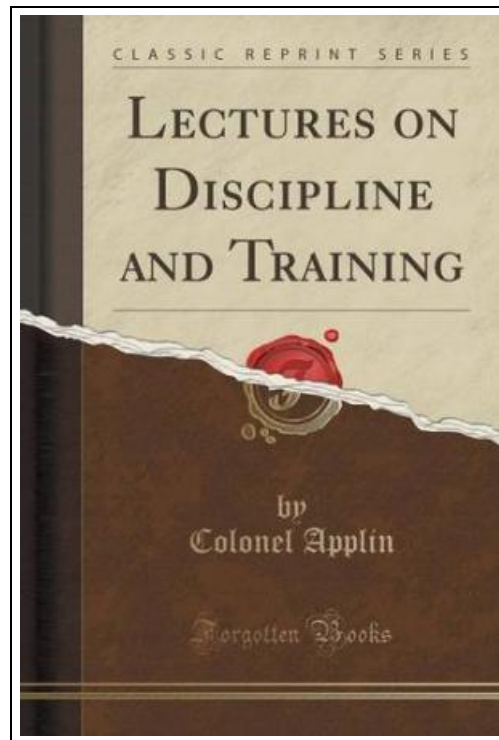 CLASSIC REPRINT SERIES
LECTURES ON
DISCIPLINE
AND TRAINING
F
by
Colonel Applin
Forgotten Books